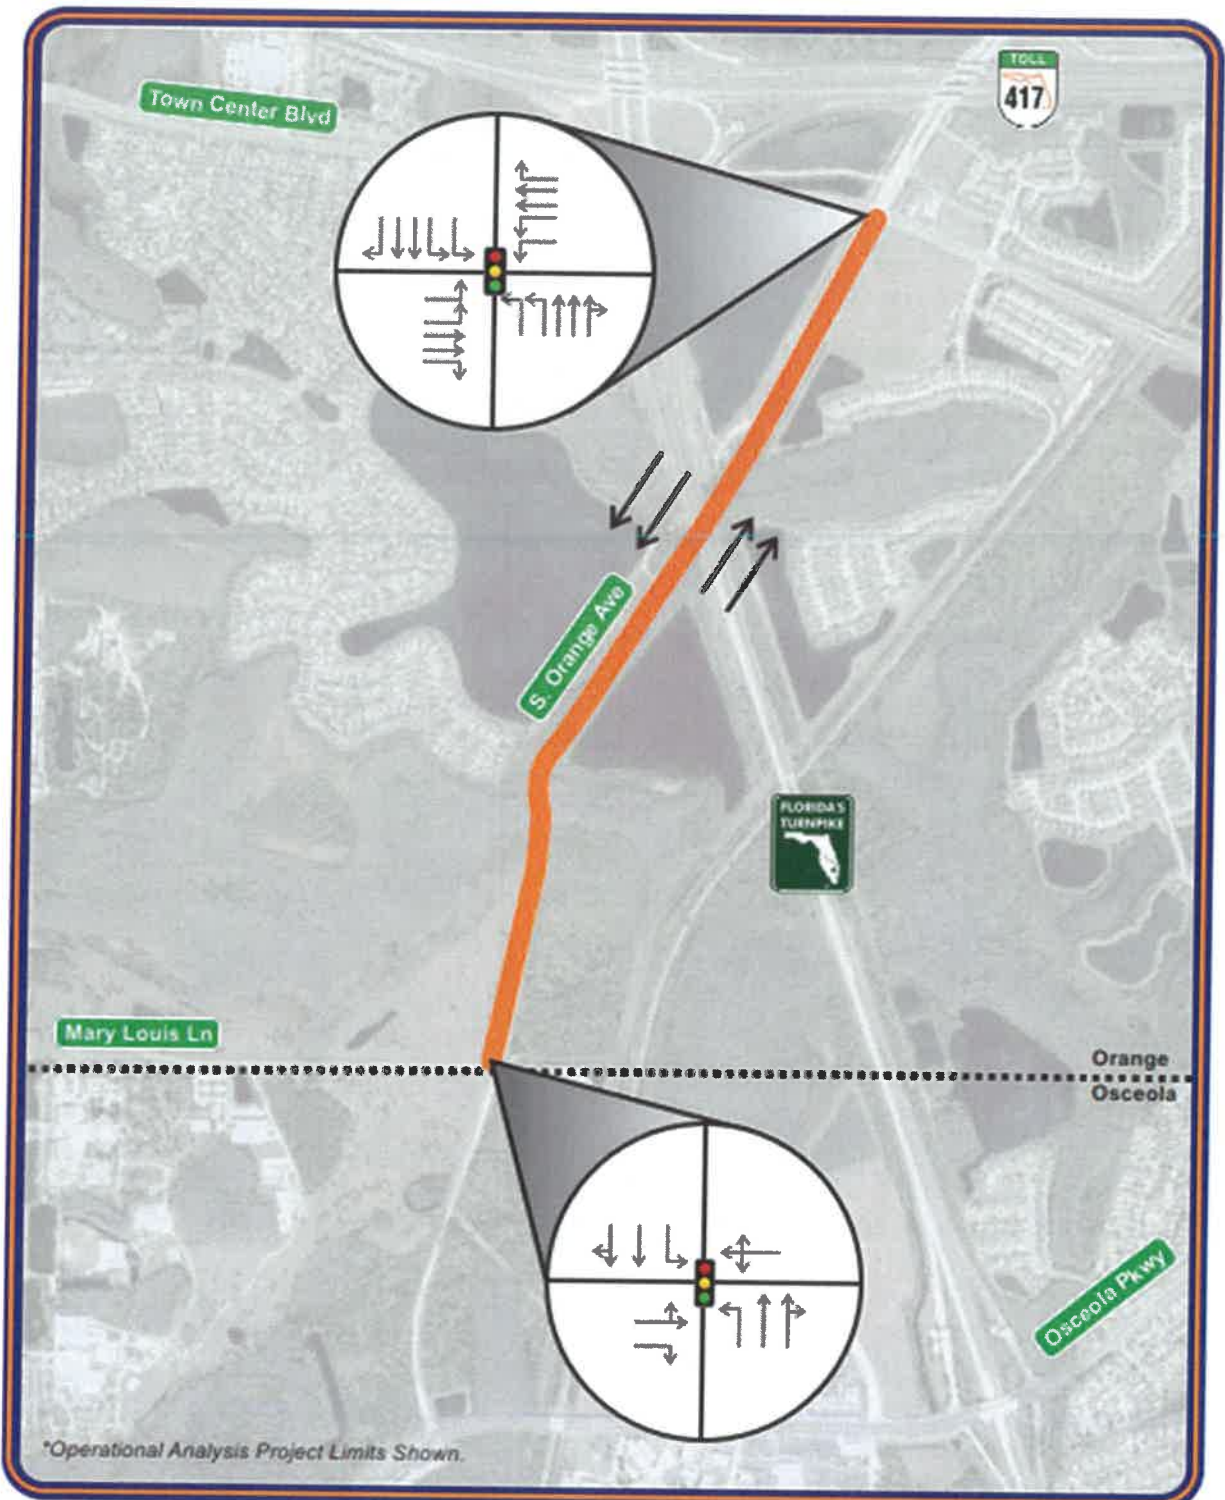 TOLL
417
Town Center Blvd
S. Orange Ave
FLORIDA'S
TURNPIKE
Mary Louis Ln
Orange
Osceola
Osceola Pkwy
*Operational Analysis Project Limits Shown.